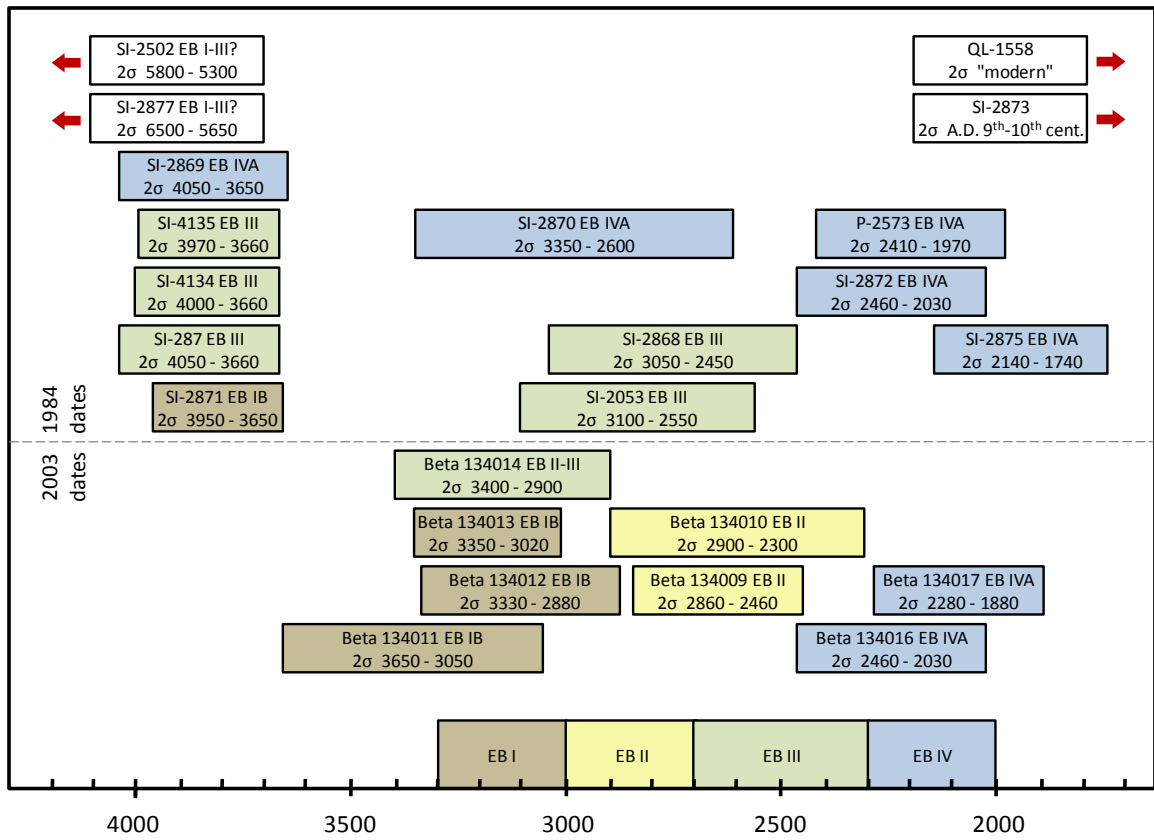 SI-2502 EB I-III?
2σ 5800 - 5300
QL-1558
2σ "modern"
SI-2877 EB I-III?
2σ 6500 - 5650
SI-2873
2σ A.D. 9th-10th cent.
SI-2869 EB IVA
2σ 4050 - 3650
SI-4135 EB III
2σ 3970 - 3660
SI-2870 EB IVA
2σ 3350 - 2600
P-2573 EB IVA
2σ 2410 - 1970
SI-4134 EB III
2σ 4000 - 3660
SI-2872 EB IVA
2σ 2460 - 2030
SI-287 EB III
2σ 4050 - 3660
SI-2868 EB III
2σ 3050 - 2450
SI-2875 EB IVA
2σ 2140 - 1740
SI-2871 EB IB
2σ 3950 - 3650
SI-2053 EB III
2σ 3100 - 2550
1984
dates
2003
dates
Beta 134014 EB II-III
2σ 3400 - 2900
Beta 134013 EB IB
2σ 3350 - 3020
Beta 134010 EB II
2σ 2900 - 2300
Beta 134012 EB IB
2σ 3330 - 2880
Beta 134009 EB II
2σ 2860 - 2460
Beta 134017 EB IVA
2σ 2280 - 1880
Beta 134011 EB IB
2σ 3650 - 3050
Beta 134016 EB IVA
2σ 2460 - 2030
EB I
EB II
EB III
EB IV
4000
3500
3000
2500
2000